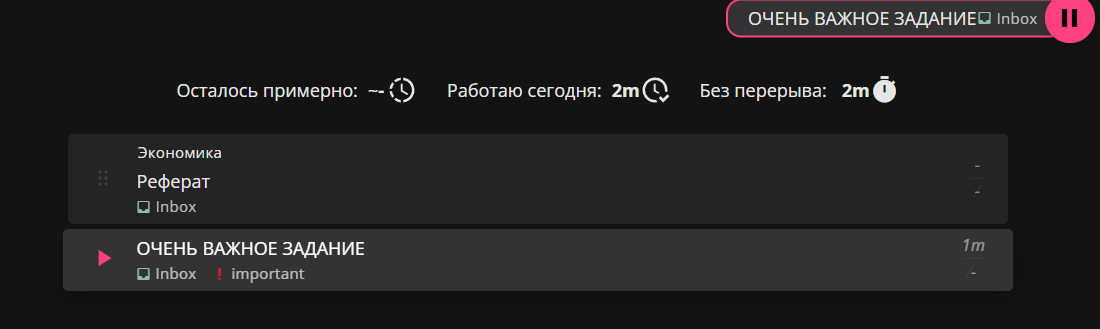 ОЧЕНЬ ВАЖНОЕ ЗАДАНИЕ Inbox
Осталось примерно: ~- Работаю сегодня: 2m Без перерыва: 2m
Экономика
-
Реферат
-
Inbox
ОЧЕНЬ ВАЖНОЕ ЗАДАНИЕ 1m
Inbox ! important -